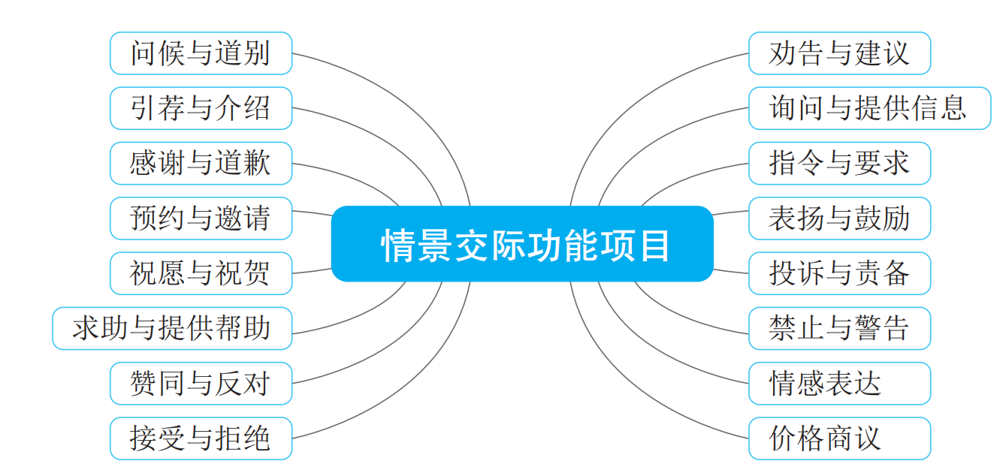 问候与道别
引荐与介绍
感谢与道歉
预约与邀请
祝愿与祝贺
求助与提供帮助
赞同与反对
接受与拒绝
情景交际功能项目
劝告与建议
询问与提供信息
指令与要求
表扬与鼓励
投诉与责备
禁止与警告
情感表达
价格商议